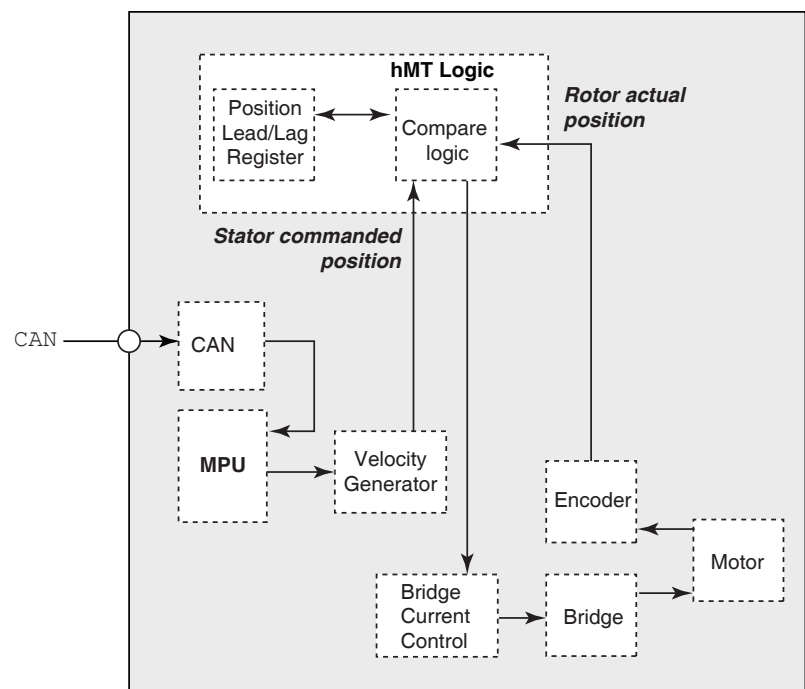 hMT Logic
Position
Lead/Lag
Register
Compare
logic
Rotor actual
position
Stator commanded
position
CAN
CAN
MPU
Velocity
Generator
Encoder
Motor
Bridge
Current
Control
Bridge